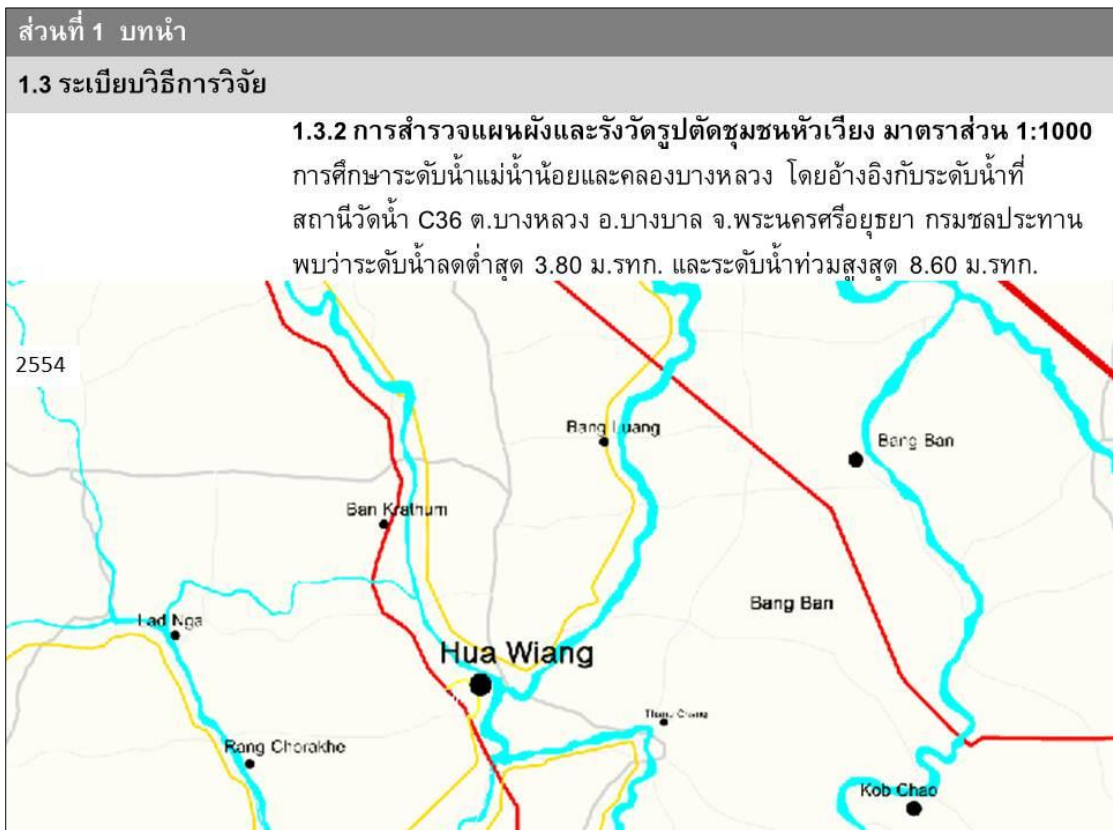 ส่วนที่ 1 บทนำ
1.3 ระเบียบวิธีการวิจัย
1.3.2 การสำรวจแผนผังและรังวัดรูปตัดชุมชนหัวเวียง มาตราส่วน 1:1000
การศึกษาระดับน้ำแม่น้ำน้อยและคลองบางหลวง โดยอ้างอิงกับระดับน้ำที่
สถานีวัดน้ำ C36 ต.บางหลวง อ.บางบาล จ.พระนครศรีอยุธยา กรมชลประทาน
พบว่าระดับน้ำลดต่ำสุด 3.80 ม.รทก. และระดับน้ำท่วมสูงสุด 8.60 ม.รทก.
2554
Bang Luang
Bang Ban
Ban Krathum
Bang Ban
Lad Nga
Hua Wiang
Rang Chorakhe
Kob Chao